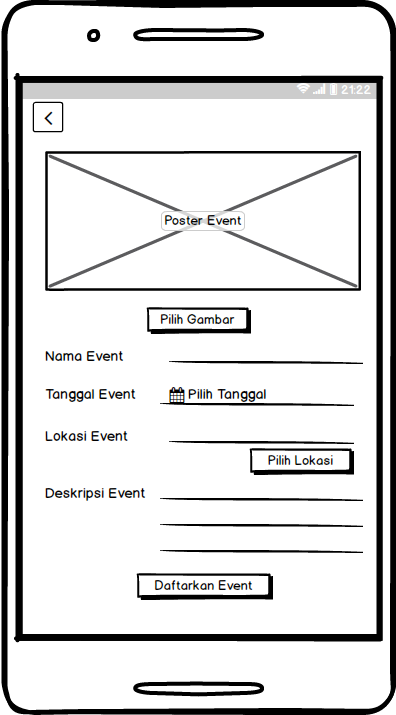 21:22
Poster Event
Pilih Gambar
Nama Event
Tanggal Event Pilih Tanggal
Lokasi Event
Pilih Lokasi
Deskripsi Event
Daftarkan Event